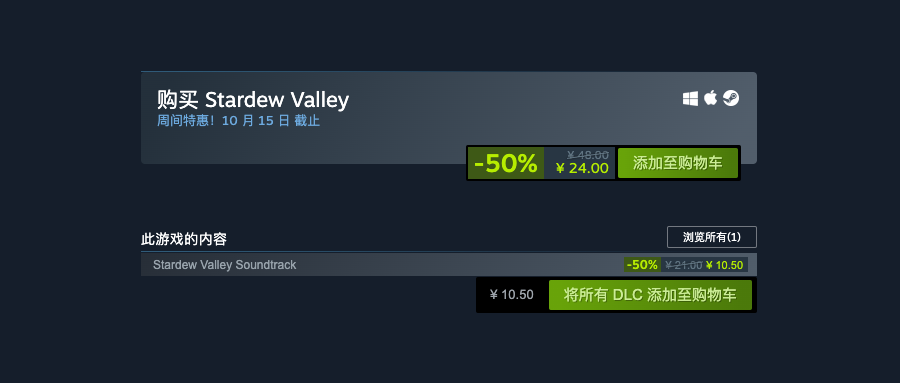 购买 Stardew Valley
周间特惠！10 月 15 日 截止
-50%
¥ 48.00
¥ 24.00
添加至购物车
此游戏的内容
浏览所有(1)
Stardew Valley Soundtrack
-50% ¥ 21.00 ¥ 10.50
¥ 10.50
将所有 DLC 添加至购物车